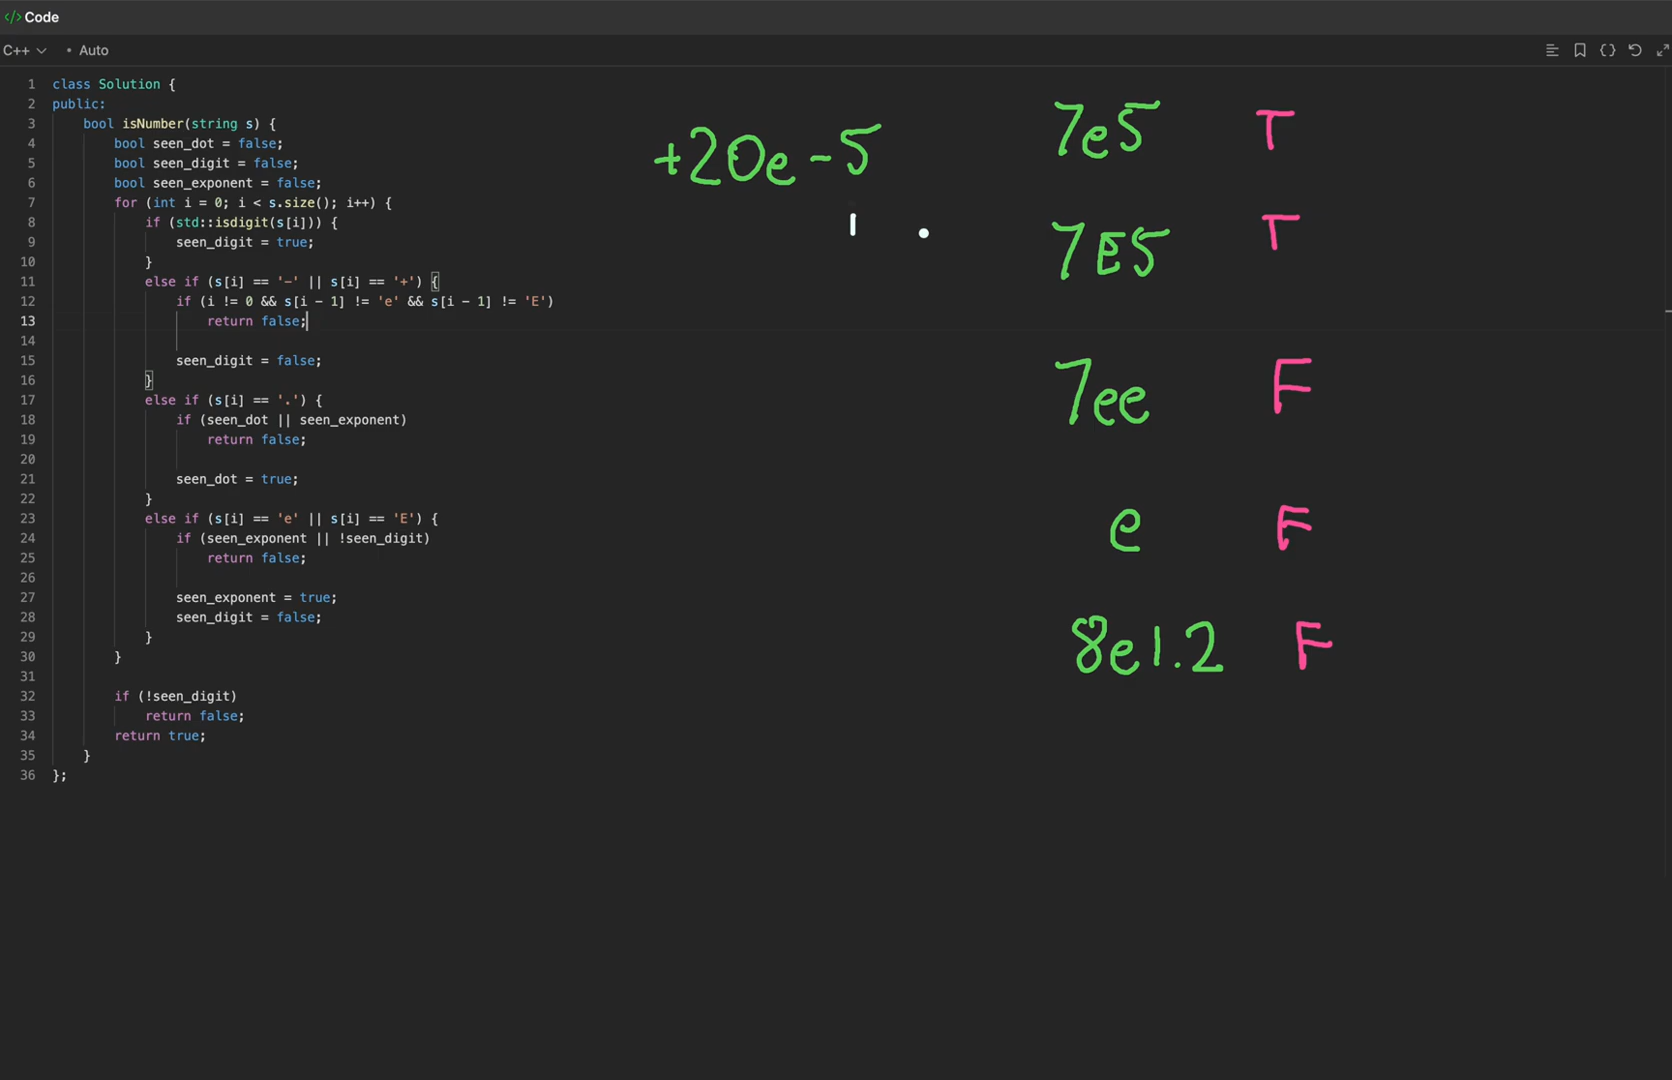 </> Code
C++ • Auto
1 class Solution {
2 public:
3 bool isNumber(string s) {
4 bool seen_dot = false;
5 bool seen_digit = false;
6 bool seen_exponent = false;
7 for (int i = 0; i < s.size(); i++) {
8 if (std::isdigit(s[i])) {
9 seen_digit = true;
10 }
11 else if (s[i] == '-' || s[i] == '+') {
12 if (i != 0 && s[i - 1] != 'e' && s[i - 1] != 'E')
13 return false;
14
15 seen_digit = false;
16 }
17 else if (s[i] == '.') {
18 if (seen_dot || seen_exponent)
19 return false;
20
21 seen_dot = true;
22 }
23 else if (s[i] == 'e' || s[i] == 'E') {
24 if (seen_exponent || !seen_digit)
25 return false;
26
27 seen_exponent = true;
28 seen_digit = false;
29 }
30 }
31
32 if (!seen_digit)
33 return false;
34 return true;
35 }
36 };
+20e-5
i
7e5 T
7E5 T
7ee F
e F
8e1.2 F